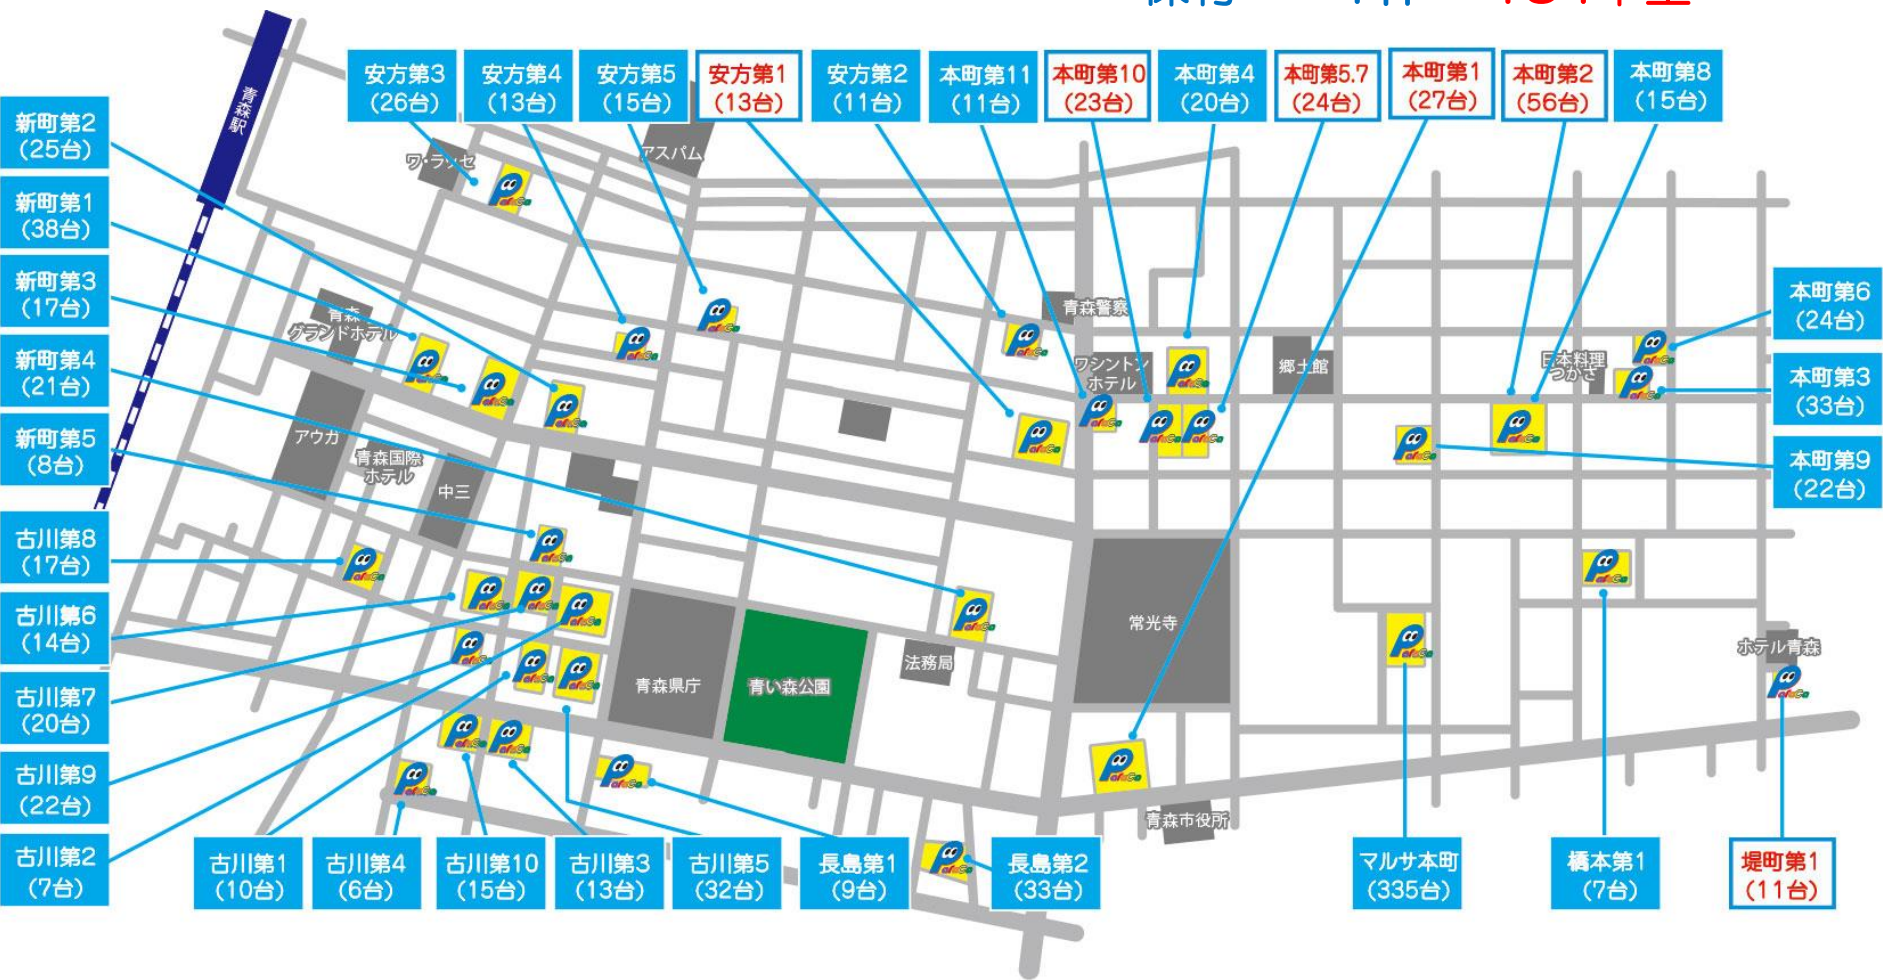 安方第3
(26台)
安方第4
(13台)
安方第5
(15台)
安方第1
(13台)
安方第2
(11台)
本町第11
(11台)
本町第10
(23台)
本町第4
(20台)
本町第5.7
(24台)
本町第1
(27台)
本町第2
(56台)
本町第8
(15台)
青森駅
新町第2
(25台)
新町第1
(38台)
新町第3
(17台)
新町第4
(21台)
新町第5
(8台)
古川第8
(17台)
古川第6
(14台)
古川第7
(20台)
古川第9
(22台)
古川第2
(7台)
ワ・ラッセ
アスパム
青森
グランドホテル
アウガ
青森国際
ホテル
中三
青森警察
ワシントン
ホテル
郷土館
日本料理
つかさ
本町第6
(24台)
本町第3
(33台)
本町第9
(22台)
常光寺
法務局
青森県庁
青い森公園
ホテル青森
青森市役所
古川第1
(10台)
古川第4
(6台)
古川第10
(15台)
古川第3
(13台)
古川第5
(32台)
長島第1
(9台)
長島第2
(33台)
マルサ本町
(335台)
橋本第1
(7台)
堤町第1
(11台)